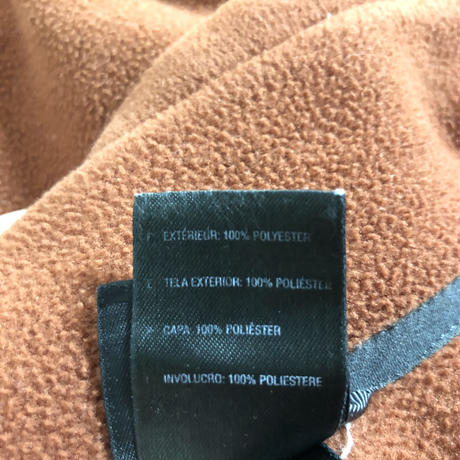 F EXTÉRIEUR: 100% POLYESTER
E TELA EXTERIOR: 100% POLIÉSTER
P CAPA: 100% POLIÉSTER
INVOLUCRO: 100% POLIESTERE